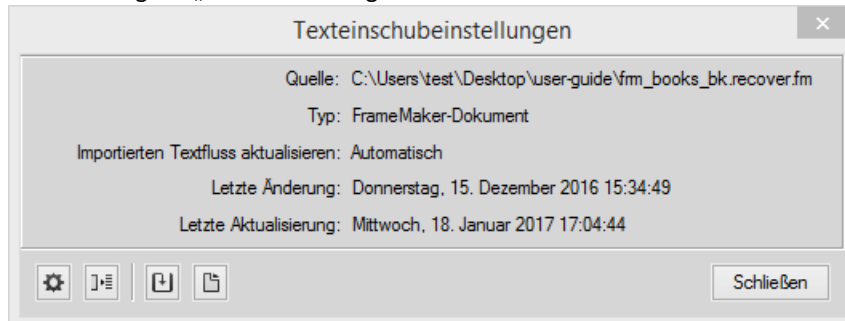 Texteinschubeinstellungen
Quelle: C:\Users\test\Desktop\user-guide\frm_books_bk.recover.fm
Typ: FrameMaker-Dokument
Importierten Textfluss aktualisieren: Automatisch
Letzte Änderung: Donnerstag, 15. Dezember 2016 15:34:49
Letzte Aktualisierung: Mittwoch, 18. Januar 2017 17:04:44
Schließen